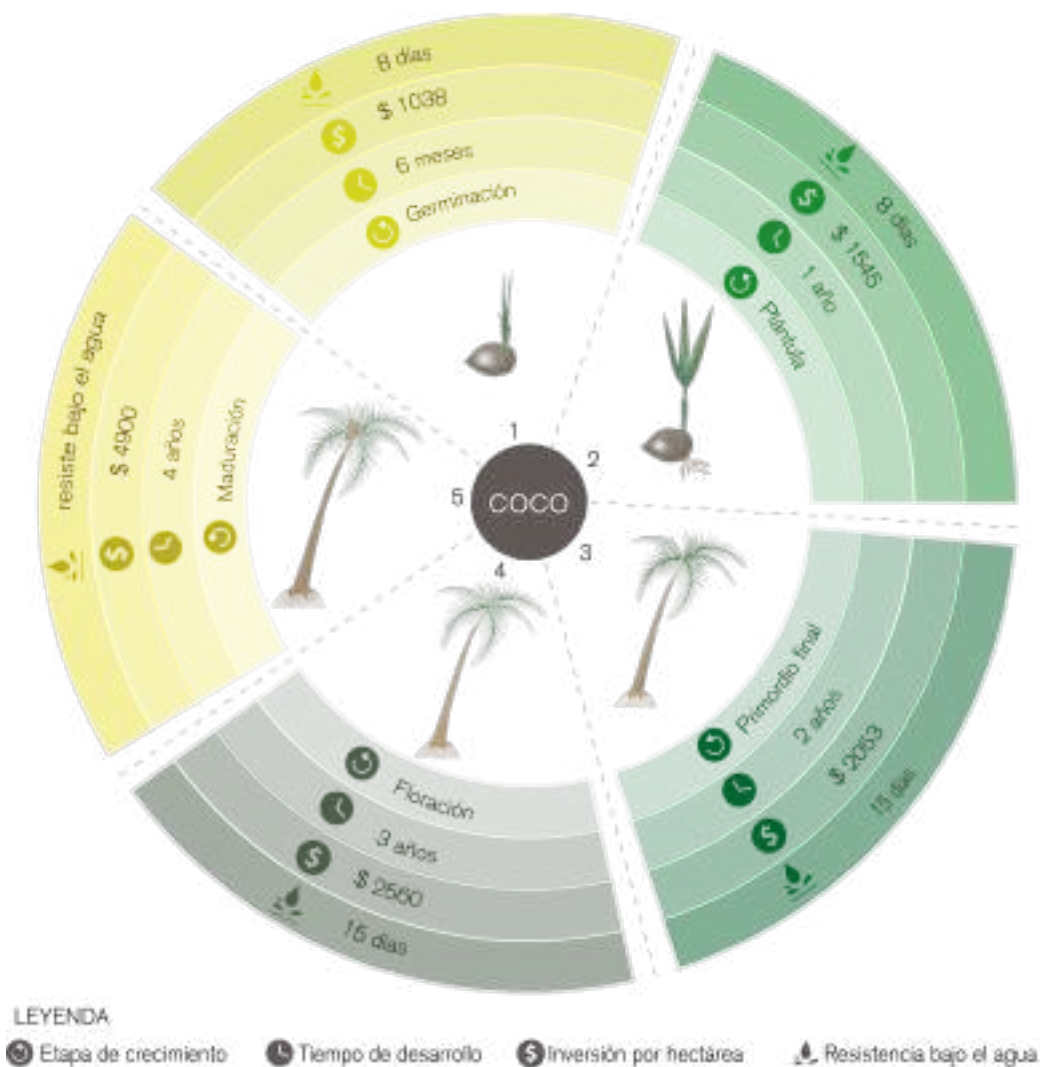 8 días
$ 1038
6 meses
Germinación
8 días
$ 1545
1 año
Plántula
Primordio final
2 años
$ 2053
15 días
Floración
3 años
$ 2560
15 días
resiste bajo el agua
$ 4900
4 años
Maduración
1
2
3
4
5
COCO
LEYENDA
Etapa de crecimiento
Tiempo de desarrollo
$ Inversión por hectárea
Resistencia bajo el agua